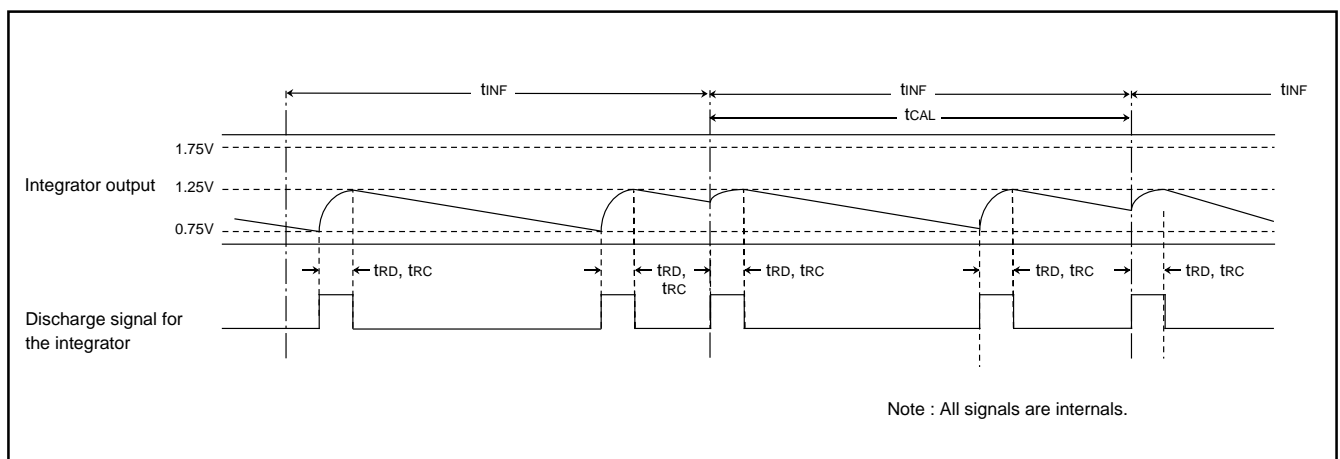 tINF
tINF
tINF
tCAL
1.75V
Integrator output
1.25V
0.75V
tRD, tRC
tRD,
tRC
tRD, tRC
tRD, tRC
tRD, tRC
Discharge signal for
the integrator
Note : All signals are internals.